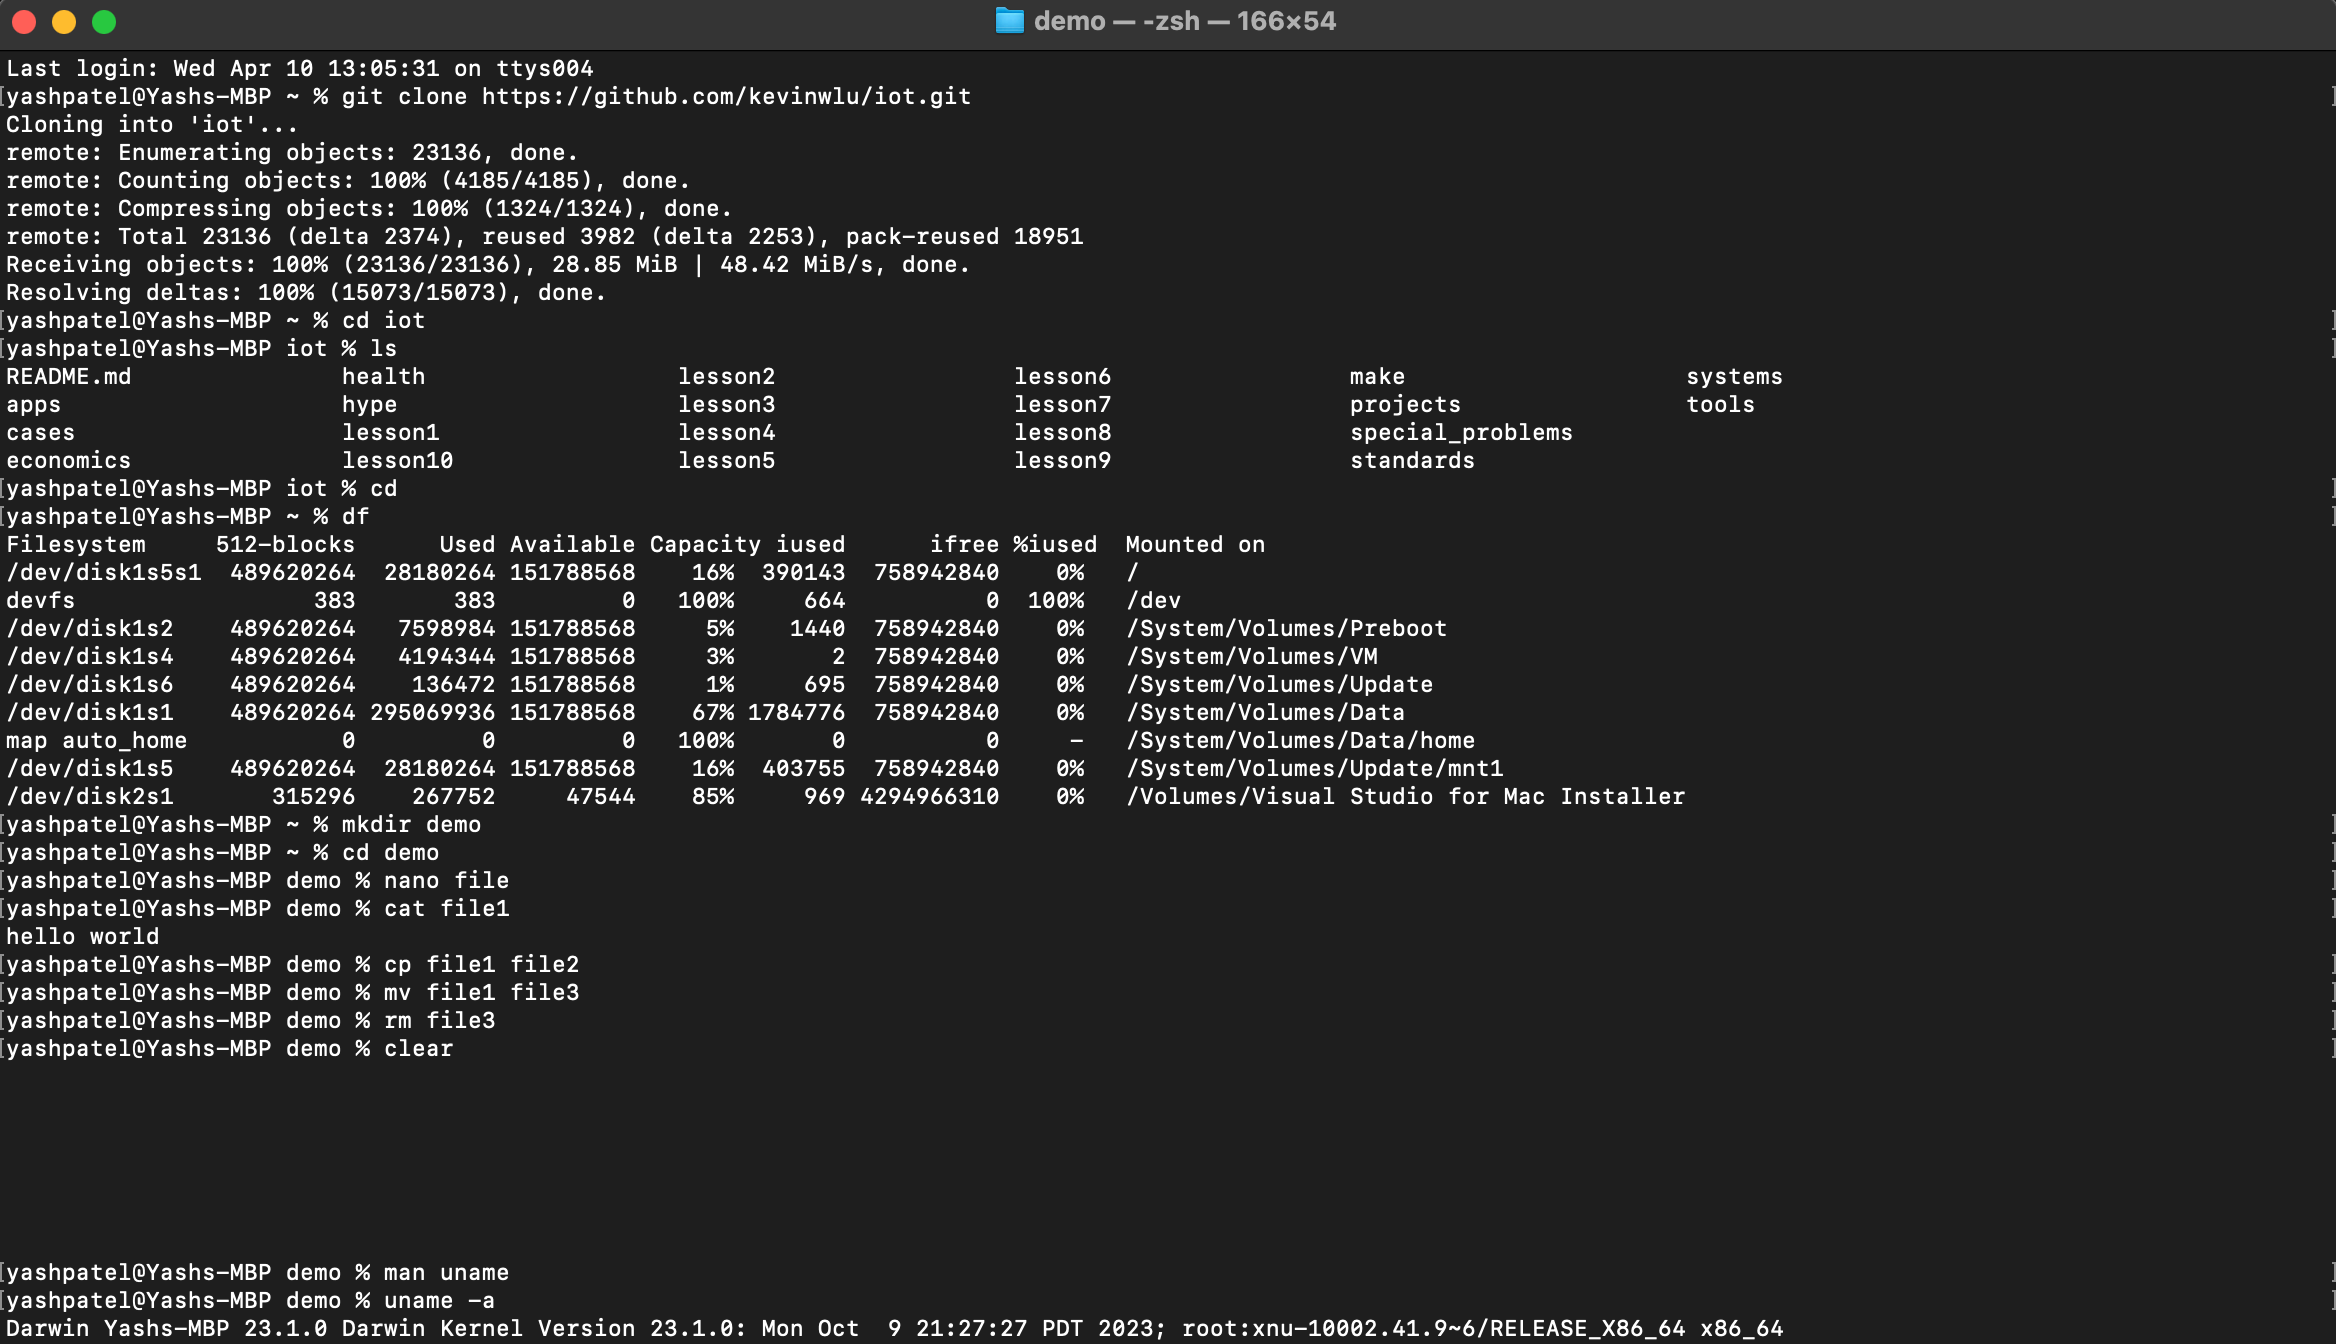 demo — -zsh — 166×54
Last login: Wed Apr 10 13:05:31 on ttys004
yashpatel@Yashs-MBP ~ % git clone https://github.com/kevinwlu/iot.git
Cloning into 'iot'...
remote: Enumerating objects: 23136, done.
remote: Counting objects: 100% (4185/4185), done.
remote: Compressing objects: 100% (1324/1324), done.
remote: Total 23136 (delta 2374), reused 3982 (delta 2253), pack-reused 18951
Receiving objects: 100% (23136/23136), 28.85 MiB | 48.42 MiB/s, done.
Resolving deltas: 100% (15073/15073), done.
yashpatel@Yashs-MBP ~ % cd iot
yashpatel@Yashs-MBP iot % ls
README.md               health                  lesson2                 lesson6                 make                    systems
apps                    hype                    lesson3                 lesson7                 projects                tools
cases                   lesson1                 lesson4                 lesson8                 special_problems
economics               lesson10                lesson5                 lesson9                 standards
yashpatel@Yashs-MBP iot % cd
yashpatel@Yashs-MBP ~ % df
Filesystem     512-blocks      Used Available Capacity iused      ifree %iused  Mounted on
/dev/disk1s5s1  489620264  28180264 151788568    16%  390143  758942840    0%   /
devfs                 383       383         0   100%     664          0  100%   /dev
/dev/disk1s2    489620264   7598984 151788568     5%    1440  758942840    0%   /System/Volumes/Preboot
/dev/disk1s4    489620264   4194344 151788568     3%       2  758942840    0%   /System/Volumes/VM
/dev/disk1s6    489620264    136472 151788568     1%     695  758942840    0%   /System/Volumes/Update
/dev/disk1s1    489620264 295069936 151788568    67% 1784776  758942840    0%   /System/Volumes/Data
map auto_home           0         0         0   100%       0          0     -   /System/Volumes/Data/home
/dev/disk1s5    489620264  28180264 151788568    16%  403755  758942840    0%   /System/Volumes/Update/mnt1
/dev/disk2s1       315296    267752     47544    85%     969 4294966310    0%   /Volumes/Visual Studio for Mac Installer
yashpatel@Yashs-MBP ~ % mkdir demo
yashpatel@Yashs-MBP ~ % cd demo
yashpatel@Yashs-MBP demo % nano file
yashpatel@Yashs-MBP demo % cat file1
hello world
yashpatel@Yashs-MBP demo % cp file1 file2
yashpatel@Yashs-MBP demo % mv file1 file3
yashpatel@Yashs-MBP demo % rm file3
yashpatel@Yashs-MBP demo % clear
yashpatel@Yashs-MBP demo % man uname
yashpatel@Yashs-MBP demo % uname -a
Darwin Yashs-MBP 23.1.0 Darwin Kernel Version 23.1.0: Mon Oct  9 21:27:27 PDT 2023; root:xnu-10002.41.9~6/RELEASE_X86_64 x86_64